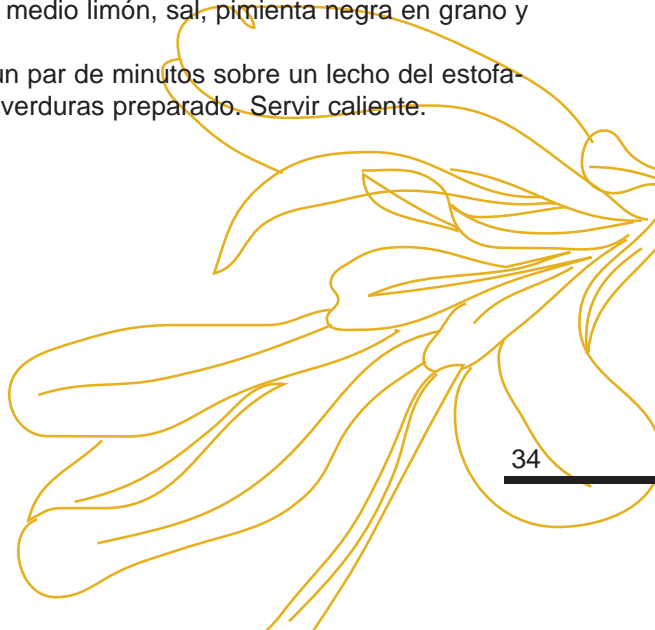 medio limón, sal, pimienta negra en grano y
un par de minutos sobre un lecho del estofa-
verduras preparado. Servir caliente.
34